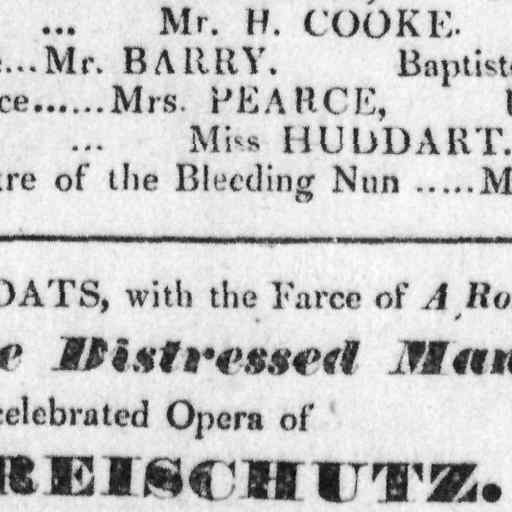 ... Mr. H. COOKE.
...Mr. BARRY. Baptist
ce......Mrs. PEARCE,
... Miss HUDDART.
tre of the Bleeding Nun .....M
OATS, with the Farce of A Ro
e Distressed Man
celebrated Opera of
REISCHUTZ.